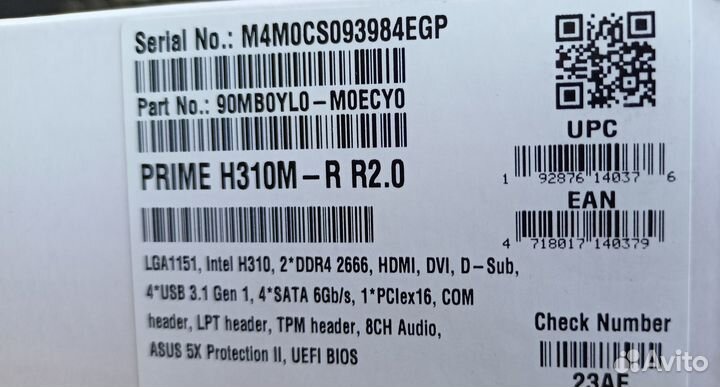 Serial No.: M4M0CS093984EGP
Part No.: 90MB0YL0-M0ECY0
PRIME H310M-R R2.0
UPC
1 92876 14037 6
EAN
4 718017 140379
LGA1151, Intel H310, 2*DDR4 2666, HDMI, DVI, D-Sub,
4*USB 3.1 Gen 1, 4*SATA 6Gb/s, 1*PCIex16, COM
header, LPT header, TPM header, 8CH Audio,
ASUS 5X Protection II, UEFI BIOS
Check Number
23AF
Avito